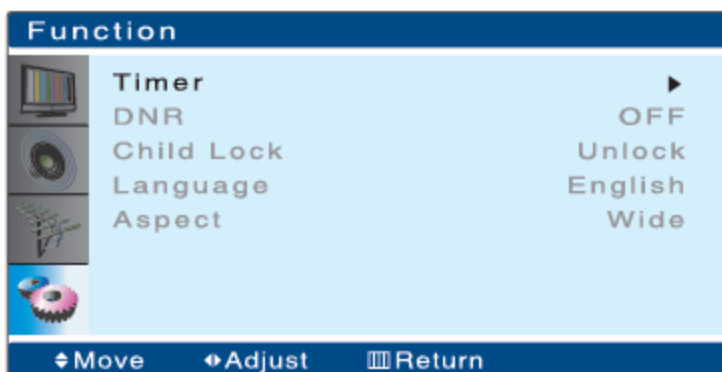 Function
Timer
DNR OFF
Child Lock Unlock
Language English
Aspect Wide
Move Adjust Return